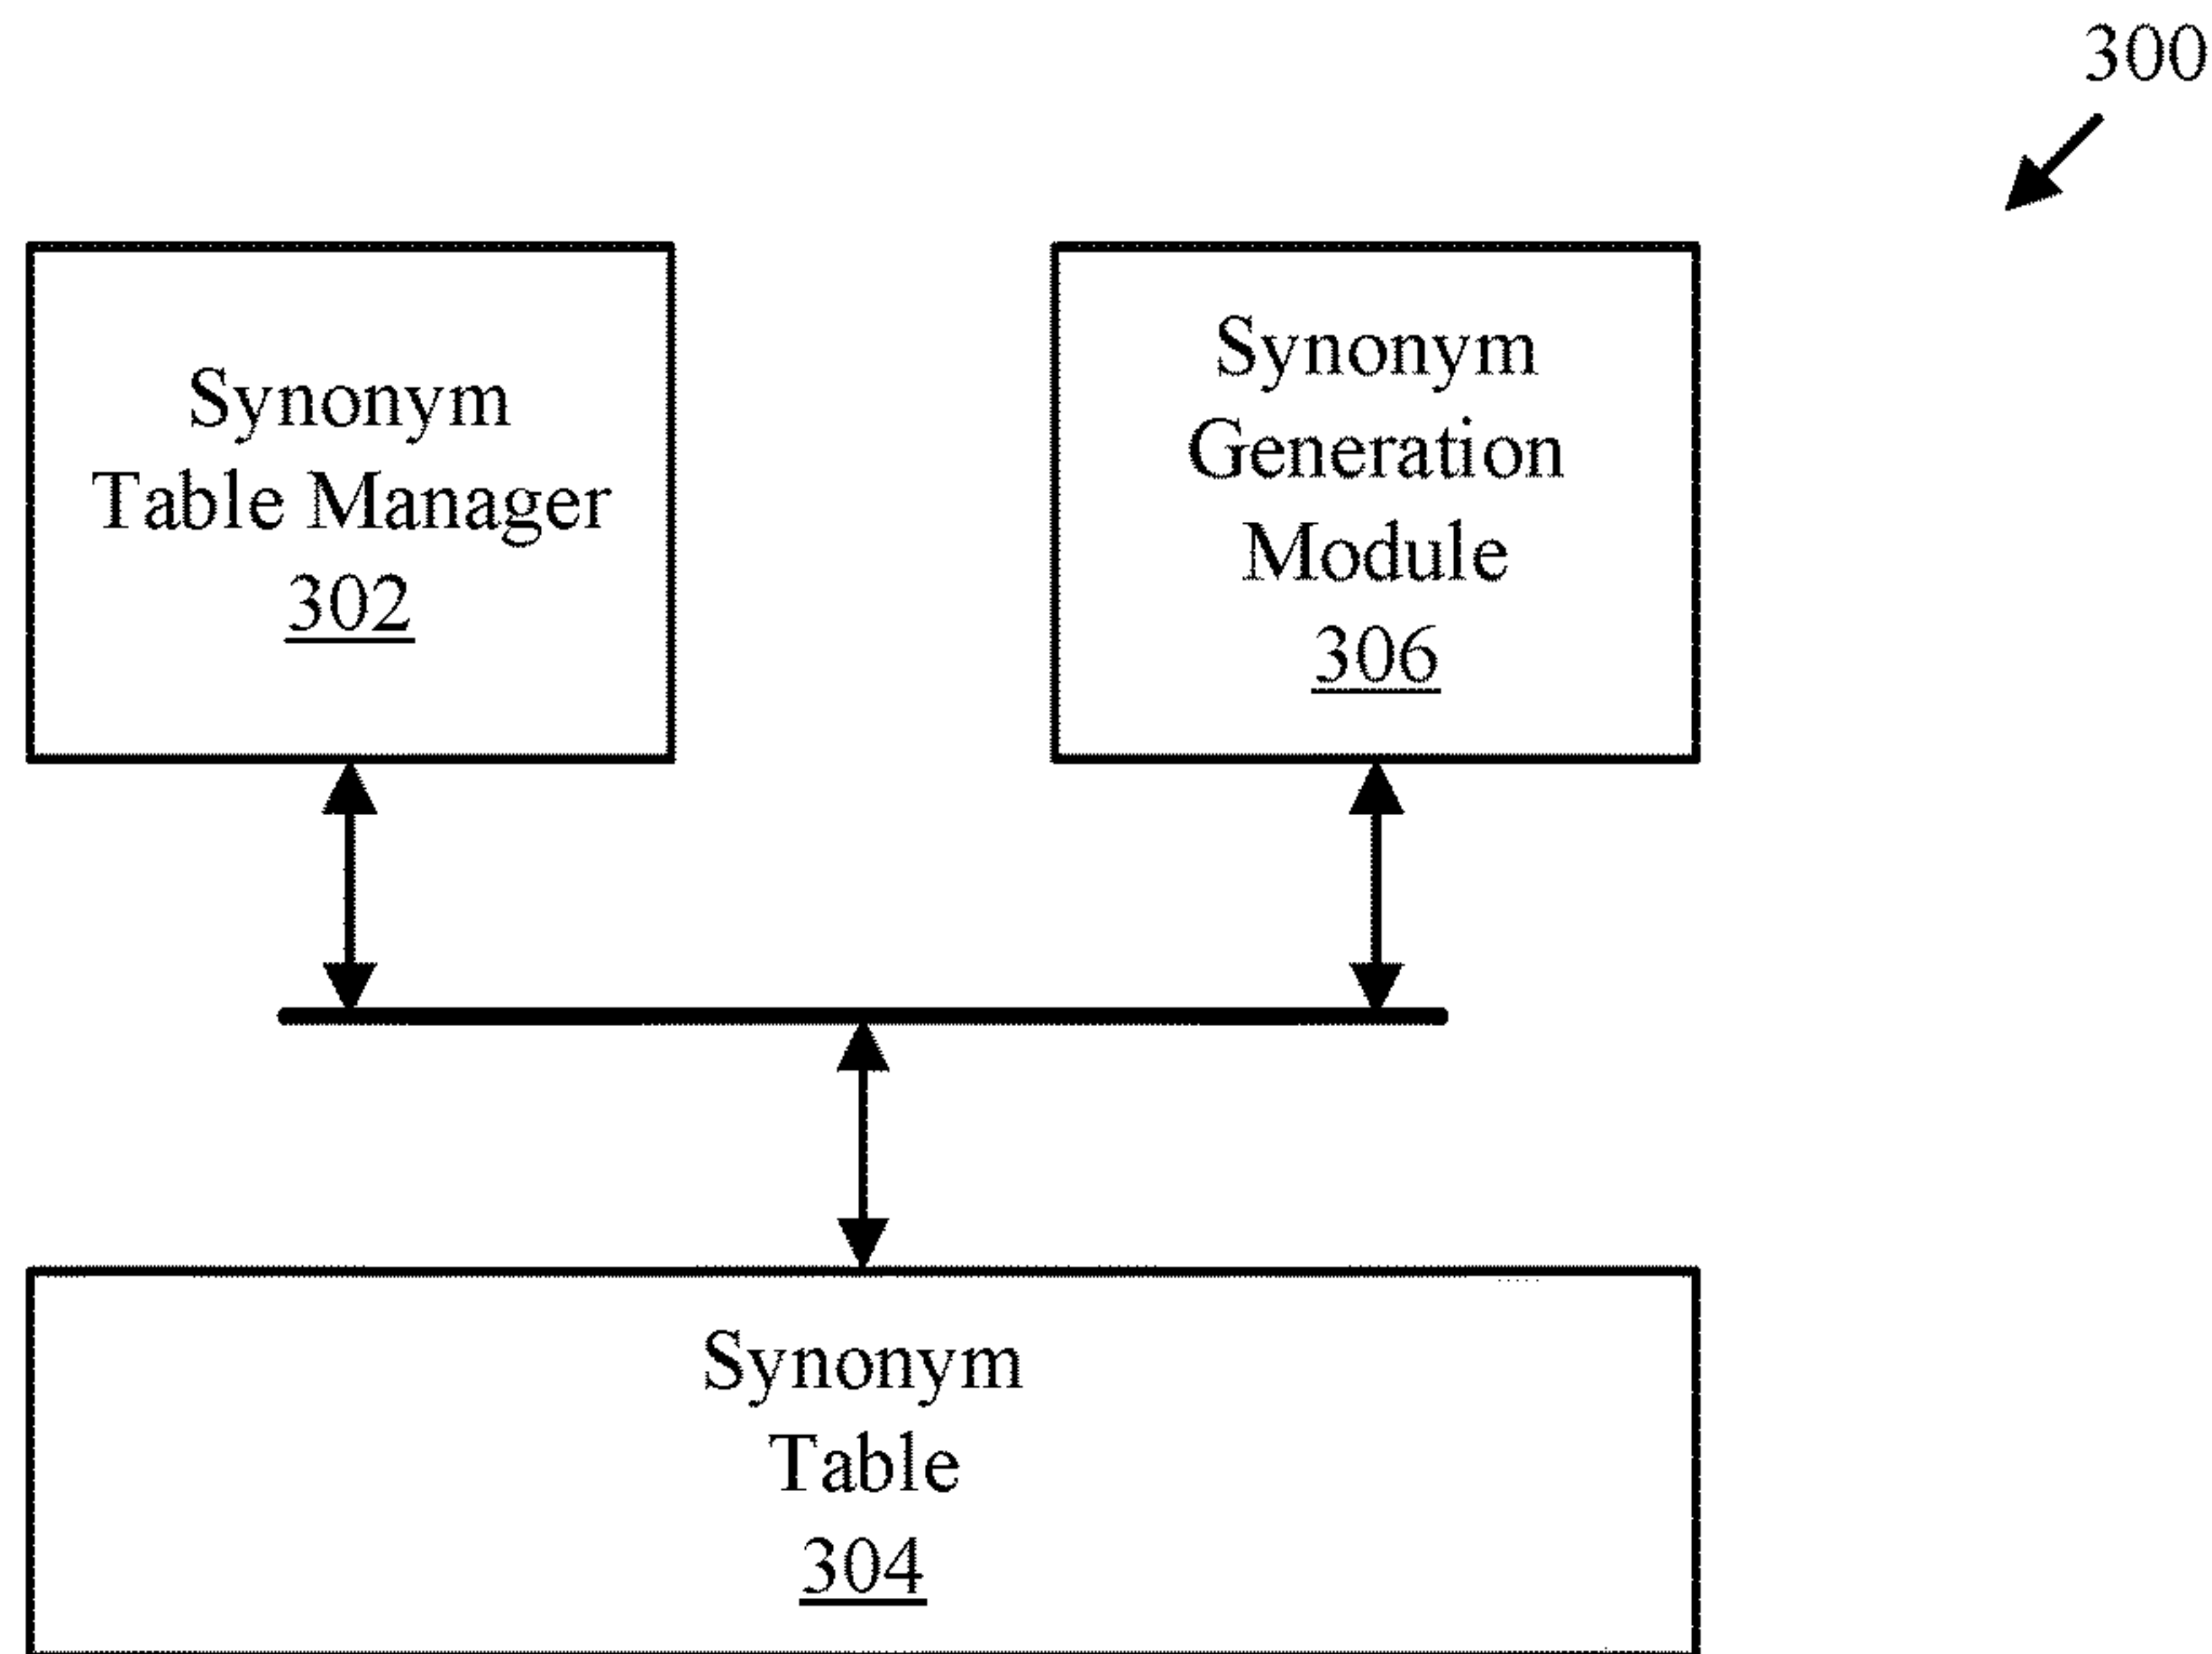 300
Synonym
Table Manager
302
Synonym
Generation
Module
306
Synonym
Table
304